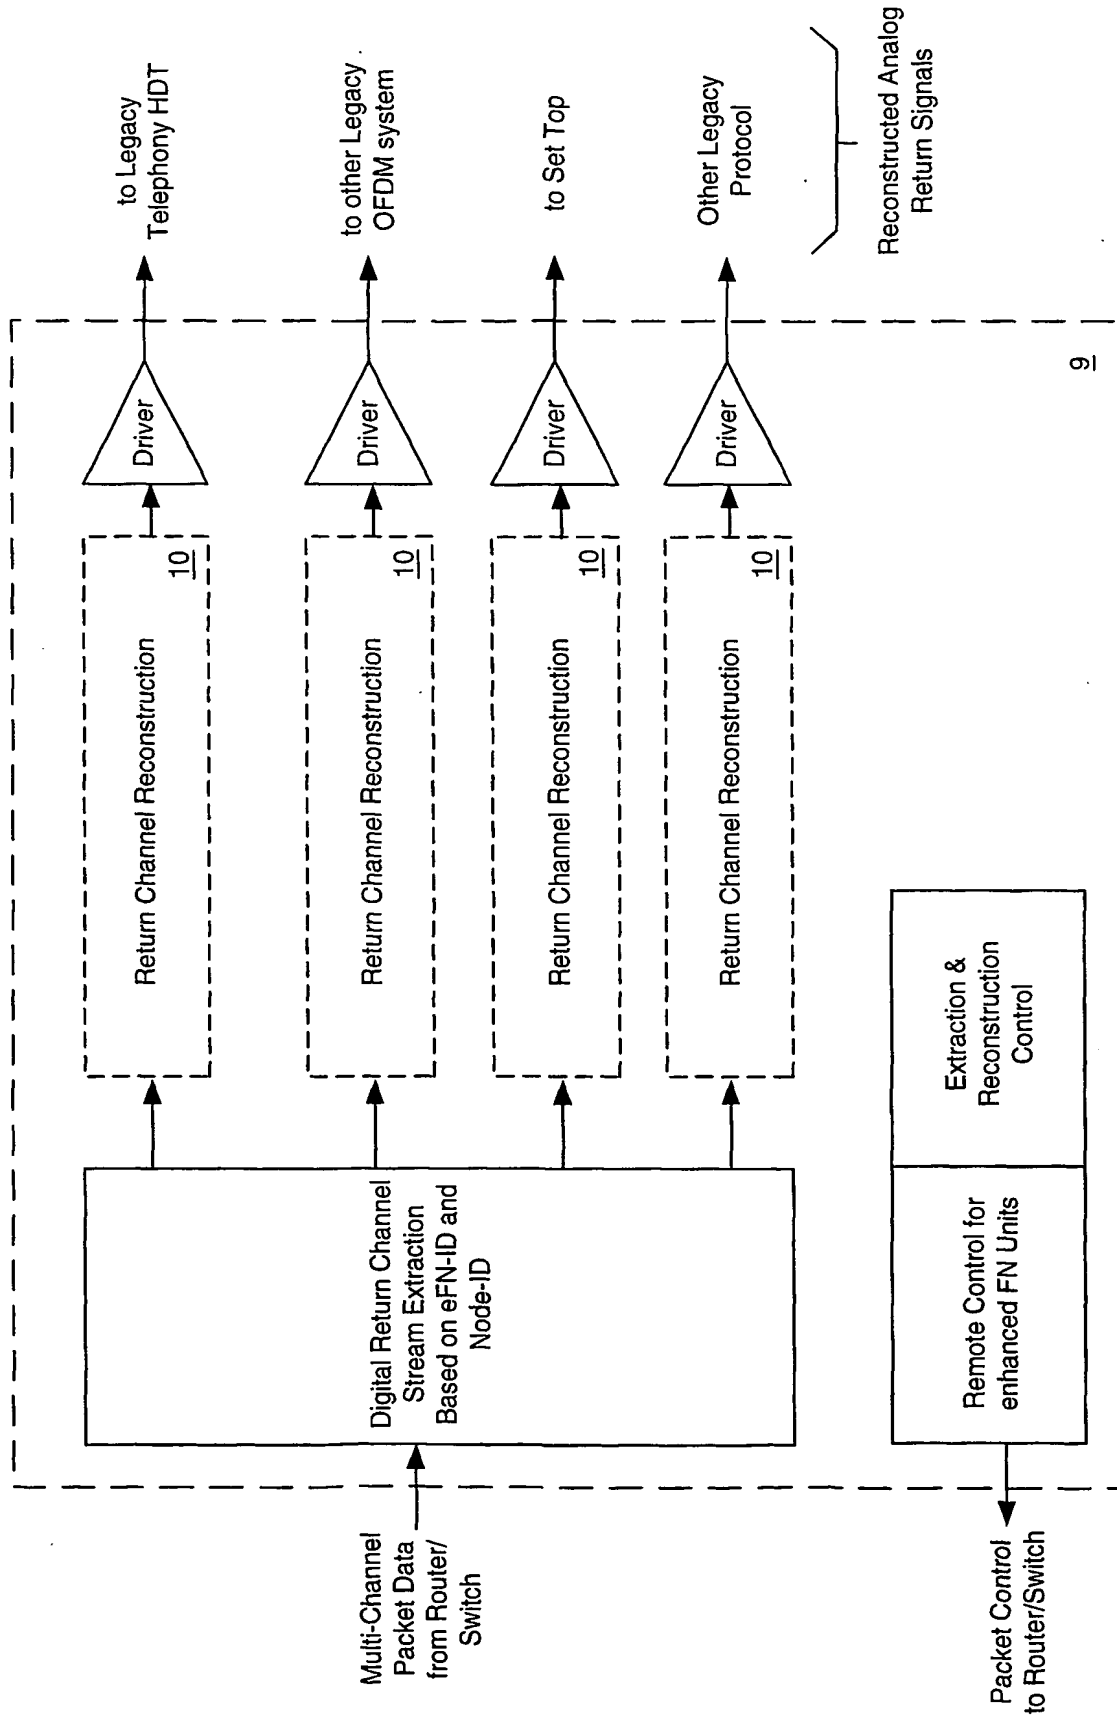 Multi-Channel
Packet Data
from Router/
Switch
Digital Return Channel
Stream Extraction
Based on eFN-ID and
Node-ID
Return Channel Reconstruction
10
Driver
to Legacy
Telephony HDT
Return Channel Reconstruction
10
Driver
to other Legacy
OFDM system
Return Channel Reconstruction
10
Driver
to Set Top
Return Channel Reconstruction
10
Driver
Other Legacy
Protocol
Reconstructed Analog
Return Signals
Packet Control
to Router/Switch
Remote Control for
enhanced FN Units
Extraction &
Reconstruction
Control
9